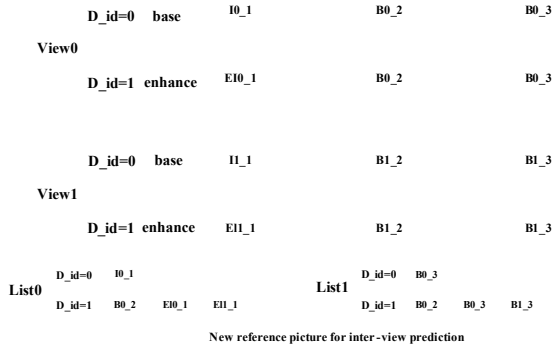 D_id=0 base I0_1 B0_2 B0_3
View0
D_id=1 enhance EI0_1 B0_2 B0_3
D_id=0 base I1_1 B1_2 B1_3
View1
D_id=1 enhance EI1_1 B1_2 B1_3
D_id=0 I0_1 D_id=0 B0_3
List0 List1
D_id=1 B0_2 EI0_1 EI1_1 D_id=1 B0_2 B0_3 B1_3
New reference picture for inter-view prediction